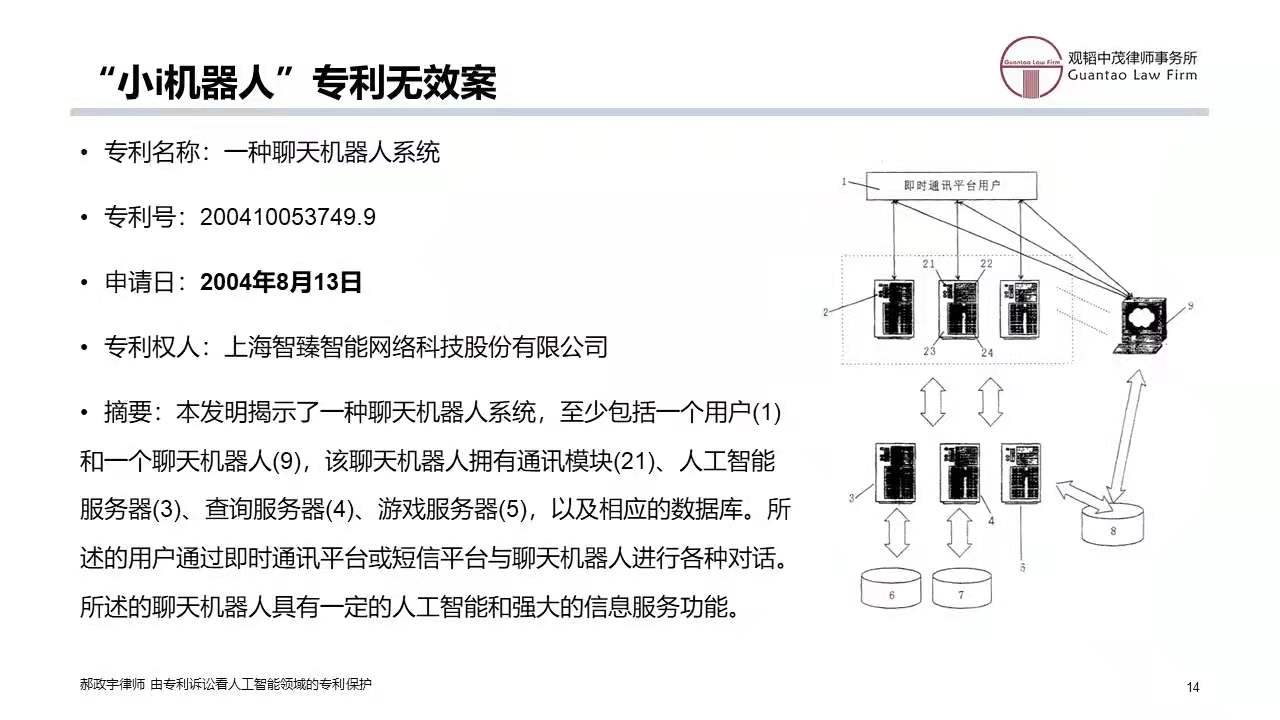 “小i机器人”专利无效案
Guantao Law Firm
观韬中茂律师事务所
Guantao Law Firm
• 专利名称：一种聊天机器人系统
• 专利号：200410053749.9
• 申请日：2004年8月13日
• 专利权人：上海智臻智能网络科技股份有限公司
• 摘要：本发明揭示了一种聊天机器人系统，至少包括一个用户(1)
和一个聊天机器人(9)，该聊天机器人拥有通讯模块(21)、人工智能
服务器(3)、查询服务器(4)、游戏服务器(5)，以及相应的数据库。所
述的用户通过即时通讯平台或短信平台与聊天机器人进行各种对话。
所述的聊天机器人具有一定的人工智能和强大的信息服务功能。
1
即时通讯平台用户
21
22
2
9
23
24
3
4
8
5
6
7
郝政宇律师 由专利诉讼看人工智能领域的专利保护
14